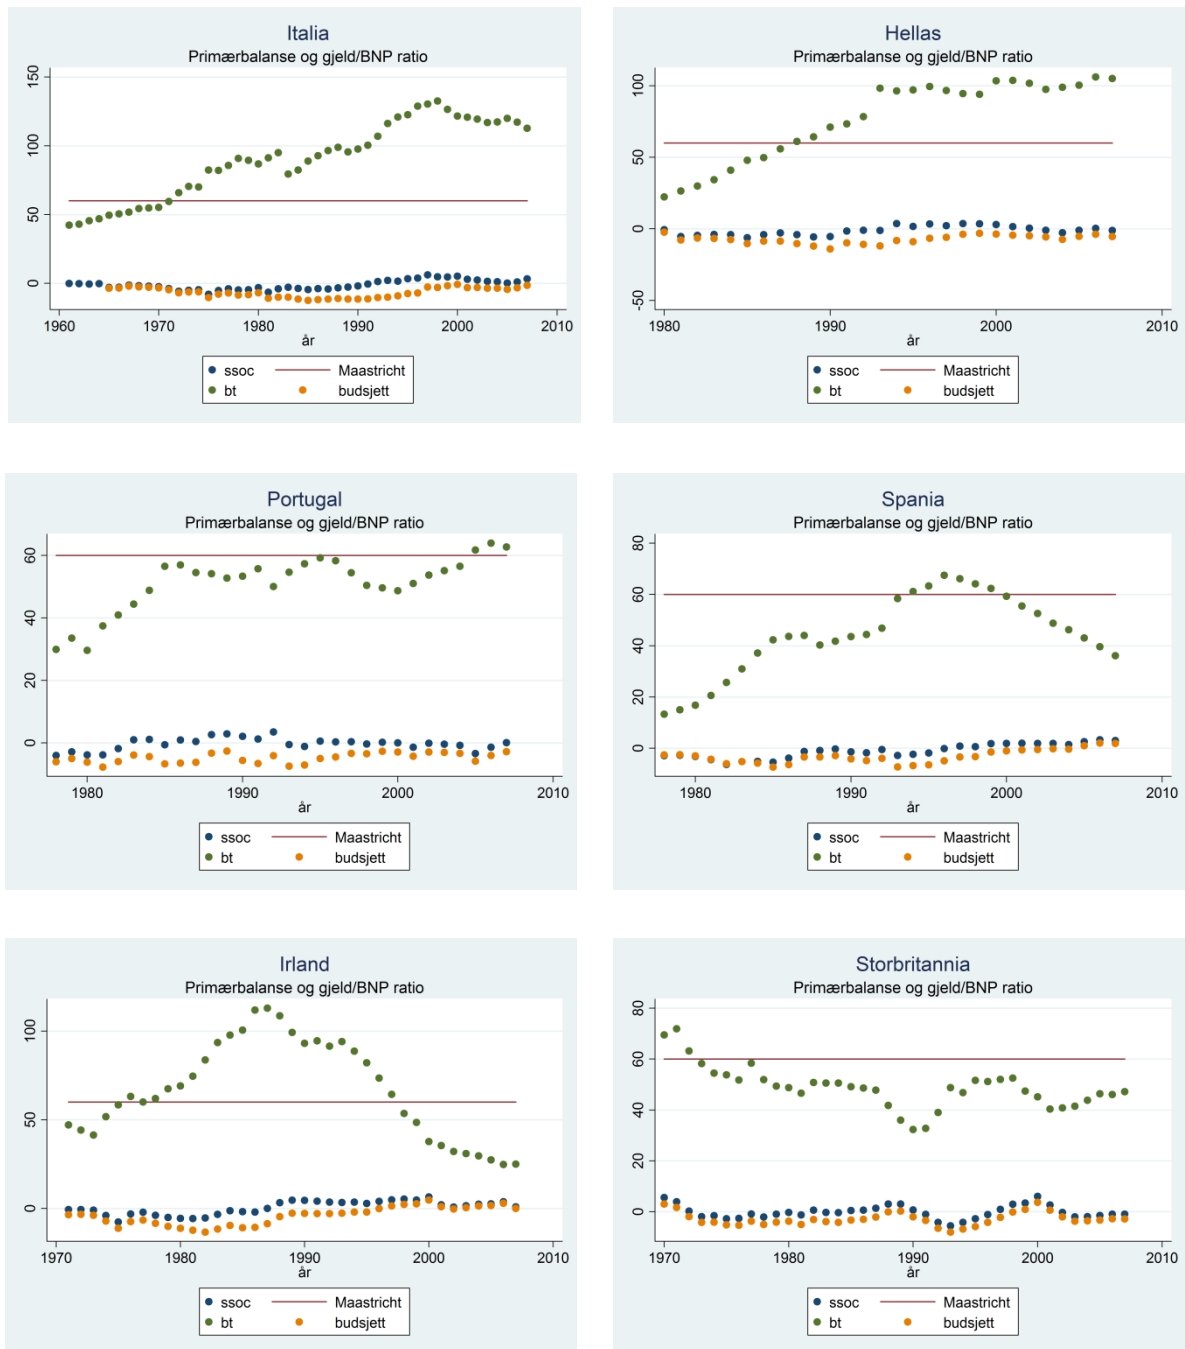 Italia
Primærbalanse og gjeld/BNP ratio
150
100
50
0
1960 1970 1980 1990 2000 2010
år
ssoc Maastricht
bt budsjett
Hellas
Primærbalanse og gjeld/BNP ratio
100
50
0
-50
1980 1990 2000 2010
år
ssoc Maastricht
bt budsjett
Portugal
Primærbalanse og gjeld/BNP ratio
60
40
20
0
1980 1990 2000 2010
år
ssoc Maastricht
bt budsjett
Spania
Primærbalanse og gjeld/BNP ratio
80
60
40
20
0
1980 1990 2000 2010
år
ssoc Maastricht
bt budsjett
Irland
Primærbalanse og gjeld/BNP ratio
100
50
0
1970 1980 1990 2000 2010
år
ssoc Maastricht
bt budsjett
Storbritannia
Primærbalanse og gjeld/BNP ratio
80
60
40
20
0
1970 1980 1990 2000 2010
år
ssoc Maastricht
bt budsjett